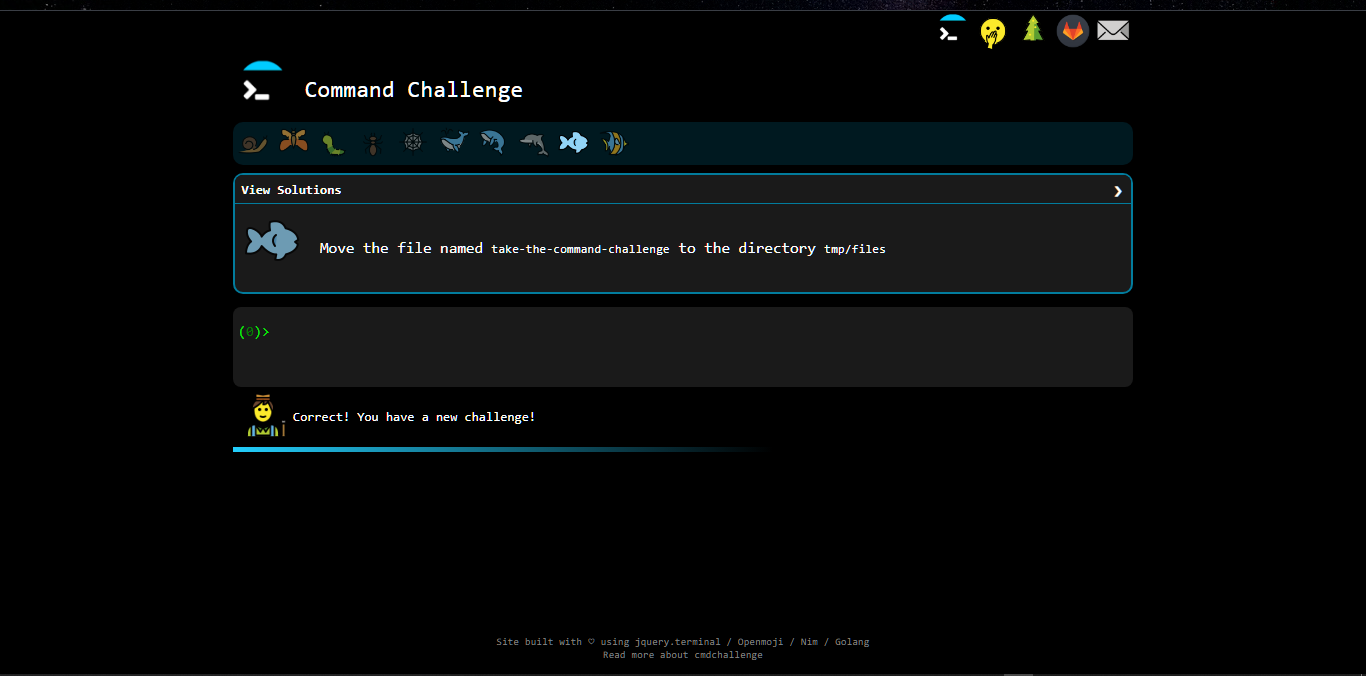 Command Challenge
View Solutions
Move the file named take-the-command-challenge to the directory tmp/files
(0)>
Correct! You have a new challenge!
Site built with ♡ using jquery.terminal / Openmoji / Nim / Golang
Read more about cmdchallenge